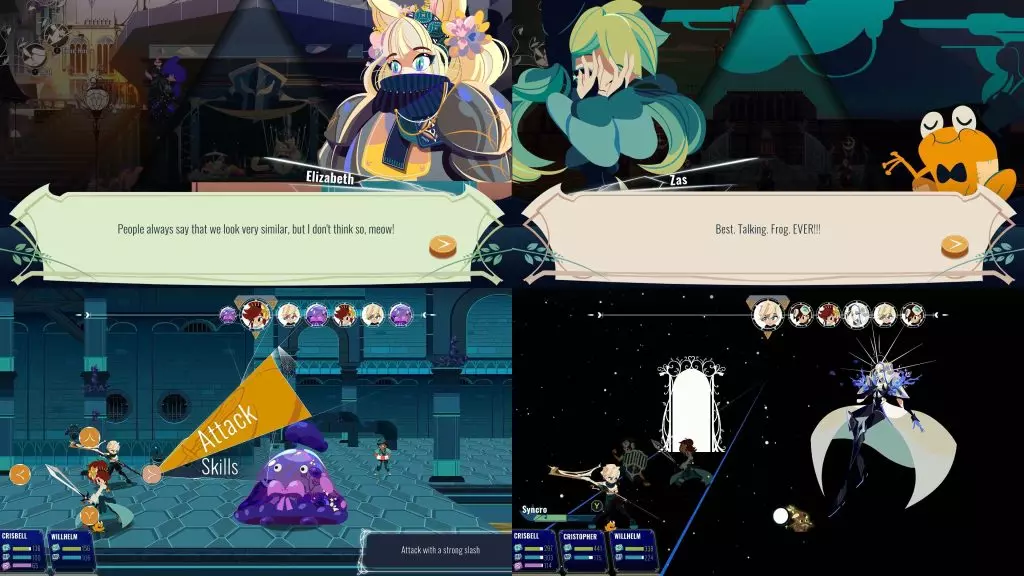 Elizabeth
People always say that we look very similar, but I don't think so, meow!
Zas
Best. Talking. Frog. EVER!!!
Attack
Skills
CRISBELL
WILLHELM
Attack with a strong slash
Syncro
Y
CRISBELL
CRISTOPHER
WILLHELM